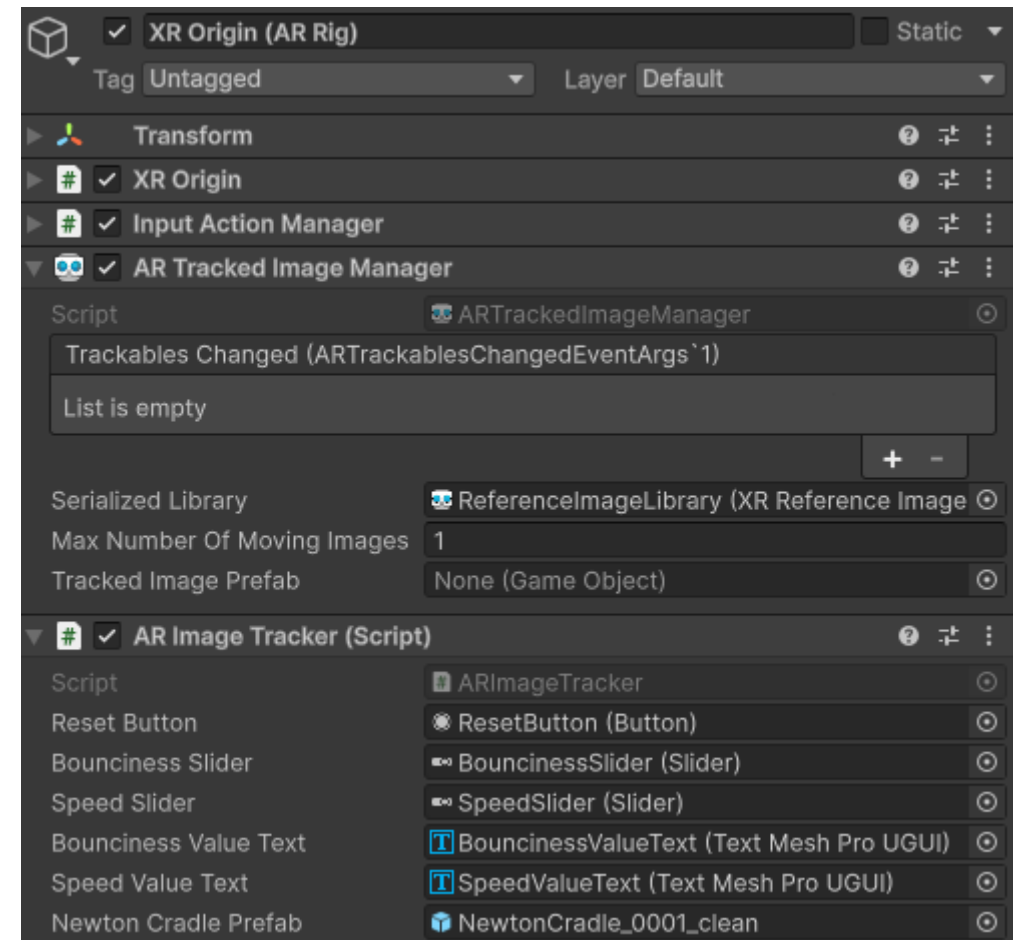 XR Origin (AR Rig) Static
Tag Untagged Layer Default
Transform
# XR Origin
# Input Action Manager
AR Tracked Image Manager
Script ARTrackedImageManager
Trackables Changed (ARTrackablesChangedEventArgs`1)
List is empty
+ -
Serialized Library ReferenceImageLibrary (XR Reference Image
Max Number Of Moving Images 1
Tracked Image Prefab None (Game Object)
# AR Image Tracker (Script)
Script # ARImageTracker
Reset Button ResetButton (Button)
Bounciness Slider BouncinessSlider (Slider)
Speed Slider SpeedSlider (Slider)
Bounciness Value Text T BouncinessValueText (Text Mesh Pro UGUI)
Speed Value Text T SpeedValueText (Text Mesh Pro UGUI)
Newton Cradle Prefab NewtonCradle_0001_clean